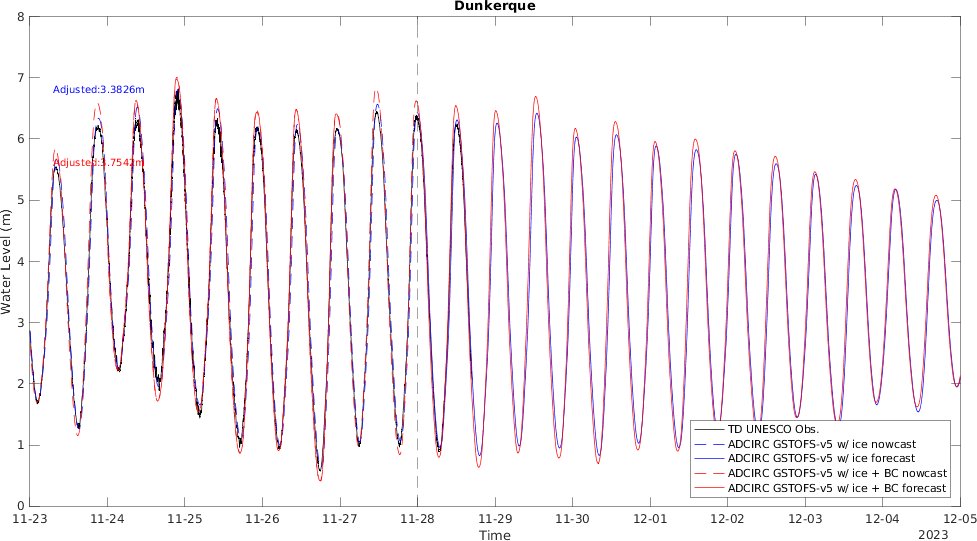 Dunkerque
8
7
6
5
4
3
2
1
0
Water Level (m)
Adjusted:3.3826m
Adjusted:3.7542m
TD UNESCO Obs.
ADCIRC GSTOFS-v5 w/ ice nowcast
ADCIRC GSTOFS-v5 w/ ice forecast
ADCIRC GSTOFS-v5 w/ ice + BC nowcast
ADCIRC GSTOFS-v5 w/ ice + BC forecast
11-23 11-24 11-25 11-26 11-27 11-28 11-29 11-30 12-01 12-02 12-03 12-04 12-05
Time
2023